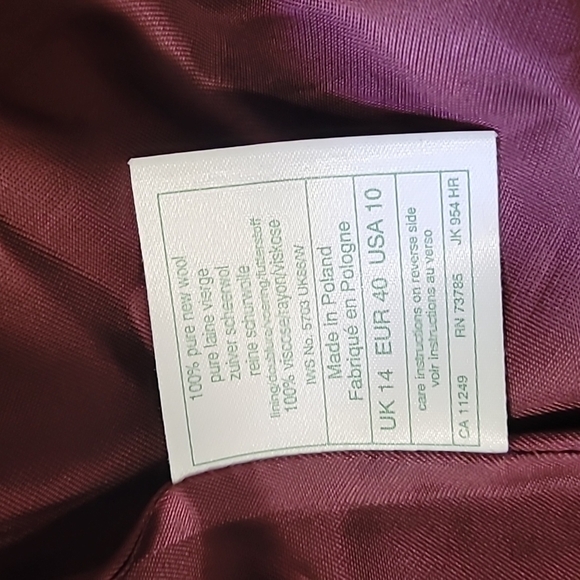 100% pure new wool
pure laine vierge
zuiver scheerwol
reine schurwolle
lining/doublure/voering/futterstoff
100% viscose/rayon/viskose
IWS No. 5703 UK88/W
Made in Poland
Fabriqué en Pologne
UK 14 EUR 40 USA 10
care instructions on reverse side
voir instructions au verso
CA 11249 RN 73785 JK 954 HR